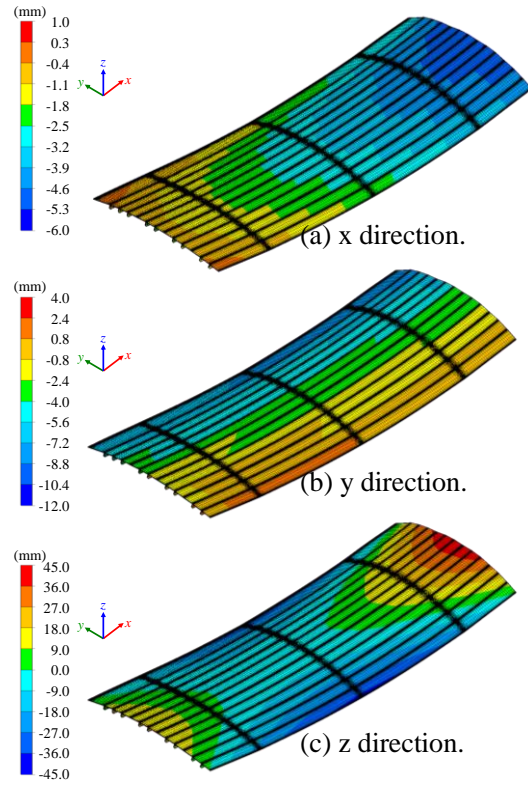 (mm)
1.0
0.3
-0.4
-1.1
-1.8
-2.5
-3.2
-3.9
-4.6
-5.3
-6.0
z
y
x
(a) x direction.
(mm)
4.0
2.4
0.8
-0.8
-2.4
-4.0
-5.6
-7.2
-8.8
-10.4
-12.0
z
y
x
(b) y direction.
(mm)
45.0
36.0
27.0
18.0
9.0
0.0
-9.0
-18.0
-27.0
-36.0
-45.0
z
y
x
(c) z direction.